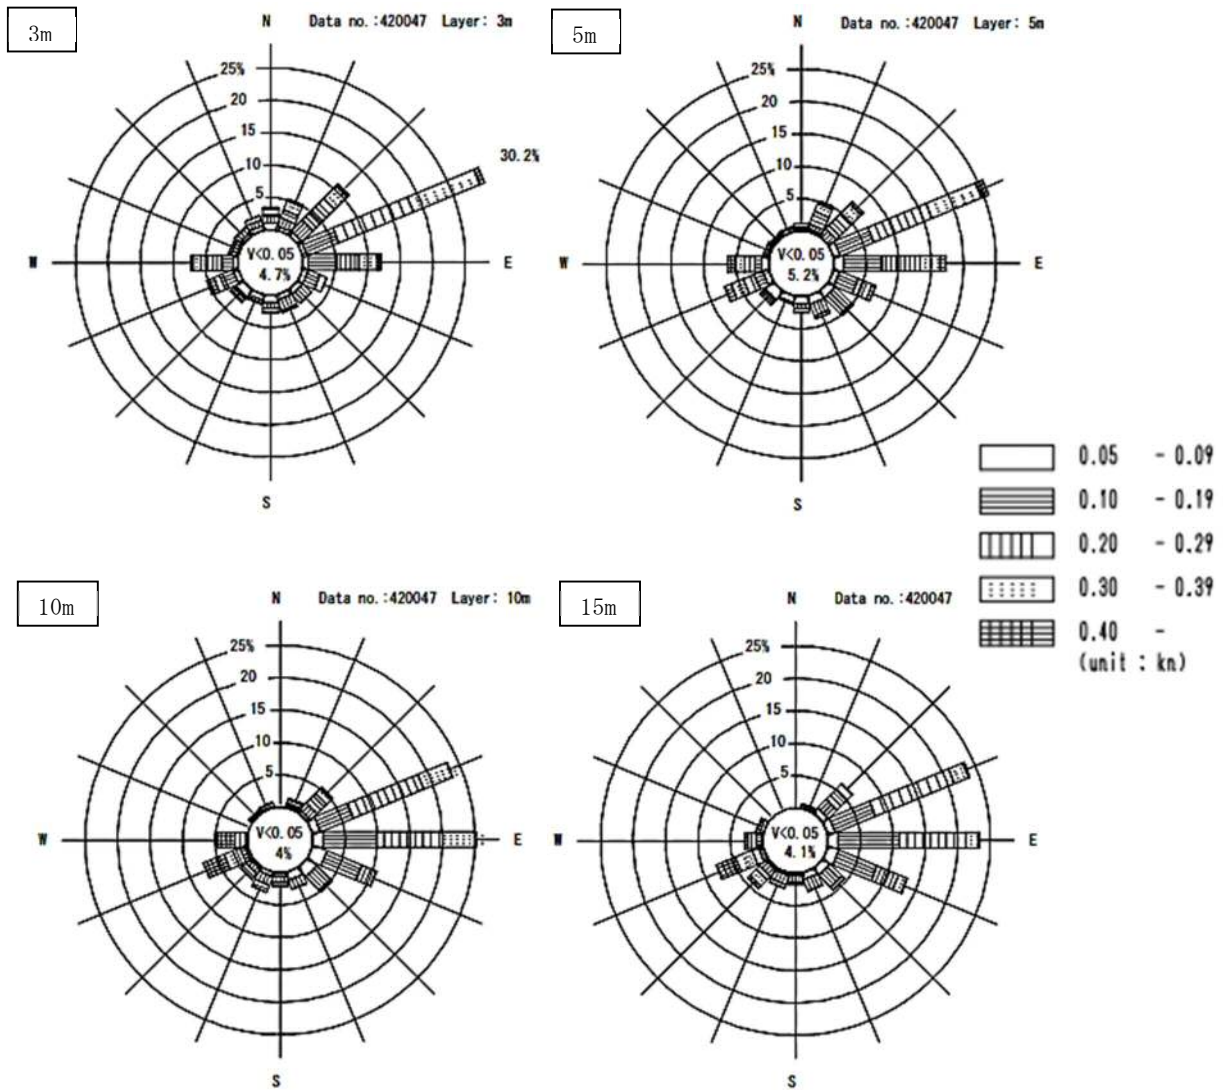 3m
N Data no.:420047 Layer: 3m
25%
20
15
10
5
30.2%
W
V<0.05
4.7%
E
S
5m
N Data no.:420047 Layer: 5m
25%
20
15
10
5
W
V<0.05
5.2%
E
S
0.05 - 0.09
0.10 - 0.19
0.20 - 0.29
0.30 - 0.39
0.40 -
(unit : kn)
10m
N Data no.:420047 Layer: 10m
25%
20
15
10
5
W
V<0.05
4%
E
S
15m
N Data no.:420047
25%
20
15
10
5
W
V<0.05
4.1%
E
S